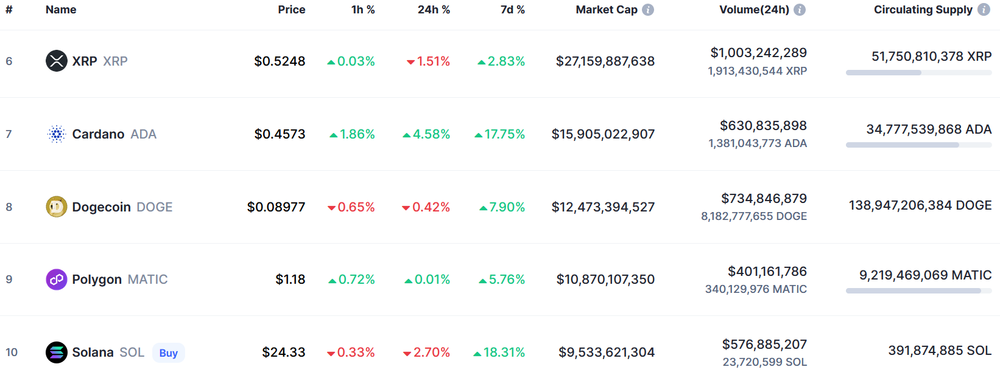 # Name Price 1h % 24h % 7d % Market Cap i Volume(24h) i Circulating Supply i
6 XRP XRP $0.5248 0.03% 1.51% 2.83% $27,159,887,638 $1,003,242,289 51,750,810,378 XRP
1,913,430,544 XRP
7 Cardano ADA $0.4573 1.86% 4.58% 17.75% $15,905,022,907 $630,835,898 34,777,539,868 ADA
1,381,043,773 ADA
8 Dogecoin DOGE $0.08977 0.65% 0.42% 7.90% $12,473,394,527 $734,846,879 138,947,206,384 DOGE
8,182,777,655 DOGE
9 Polygon MATIC $1.18 0.72% 0.01% 5.76% $10,870,107,350 $401,161,786 9,219,469,069 MATIC
340,129,976 MATIC
10 Solana SOL Buy $24.33 0.33% 2.70% 18.31% $9,533,621,304 $576,885,207 391,874,885 SOL
23,720,599 SOL